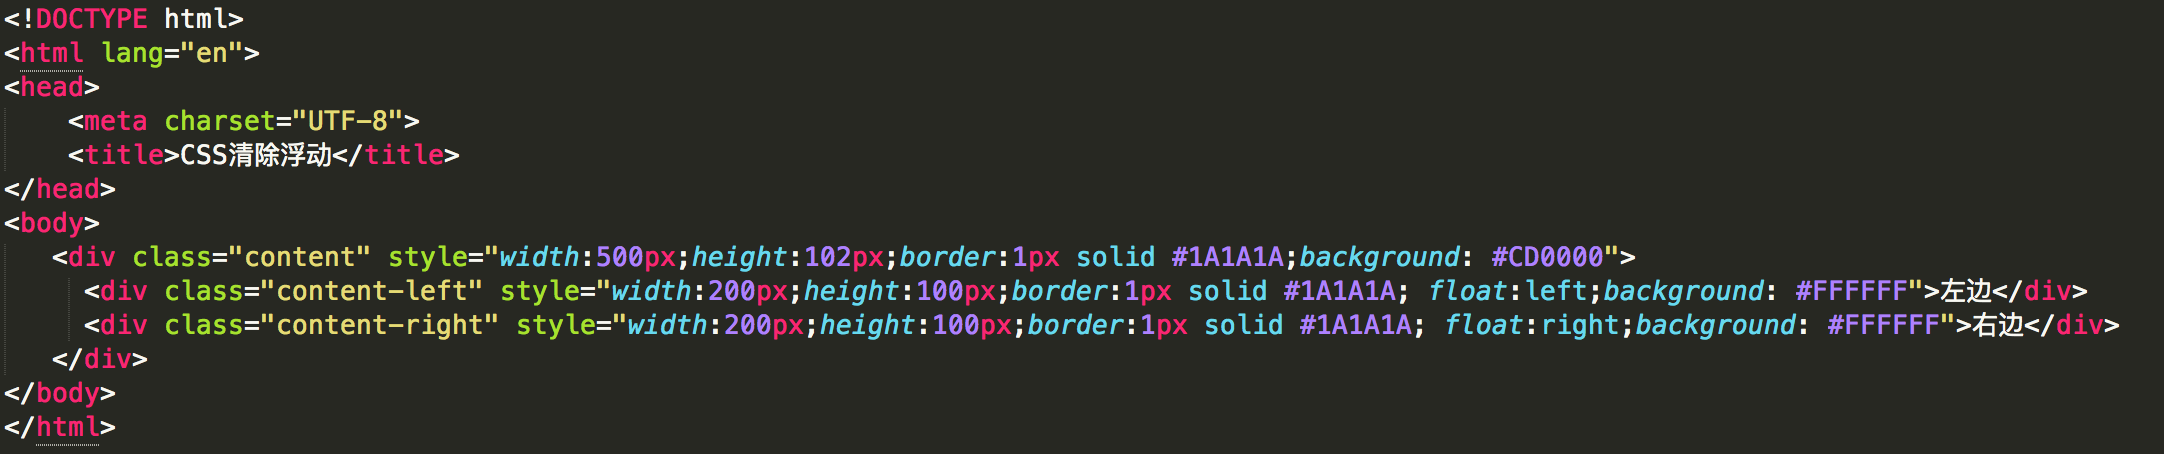 <!DOCTYPE html>
<html lang="en">
<head>
    <meta charset="UTF-8">
    <title>CSS清除浮动</title>
</head>
<body>
   <div class="content" style="width:500px;height:102px;border:1px solid #1A1A1A;background: #CD0000">
     <div class="content-left" style="width:200px;height:100px;border:1px solid #1A1A1A; float:left;background: #FFFFFF">左边</div>
     <div class="content-right" style="width:200px;height:100px;border:1px solid #1A1A1A; float:right;background: #FFFFFF">右边</div>
   </div>
</body>
</html>